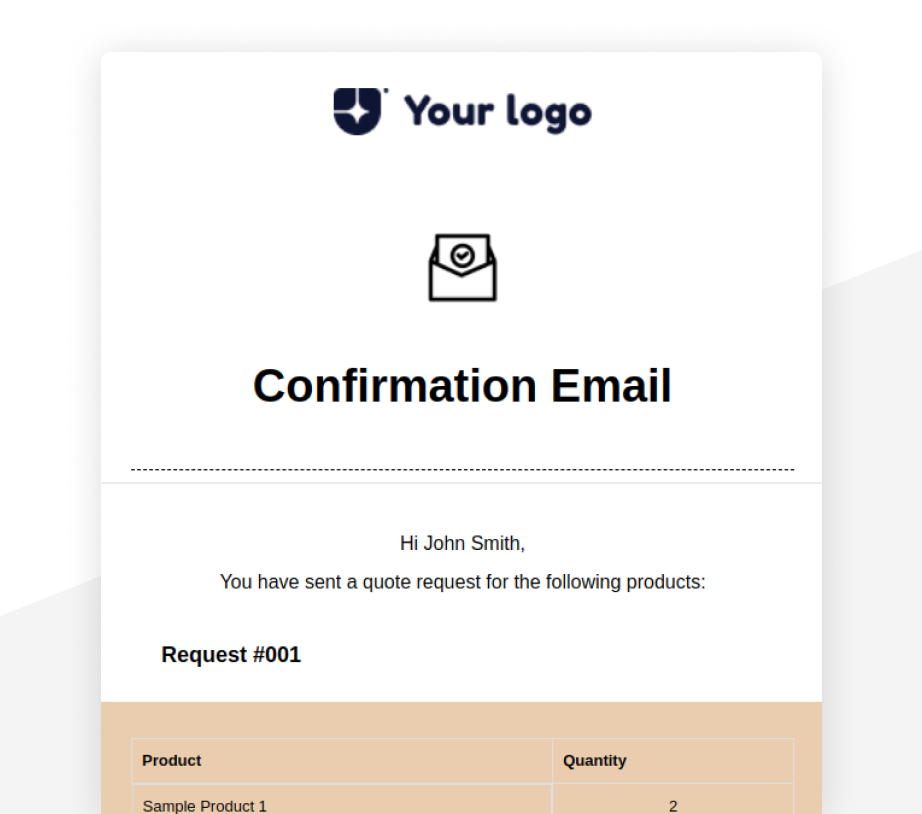 Your logo
Confirmation Email
Hi John Smith,
You have sent a quote request for the following products:
Request #001
Product Quantity
Sample Product 1 2